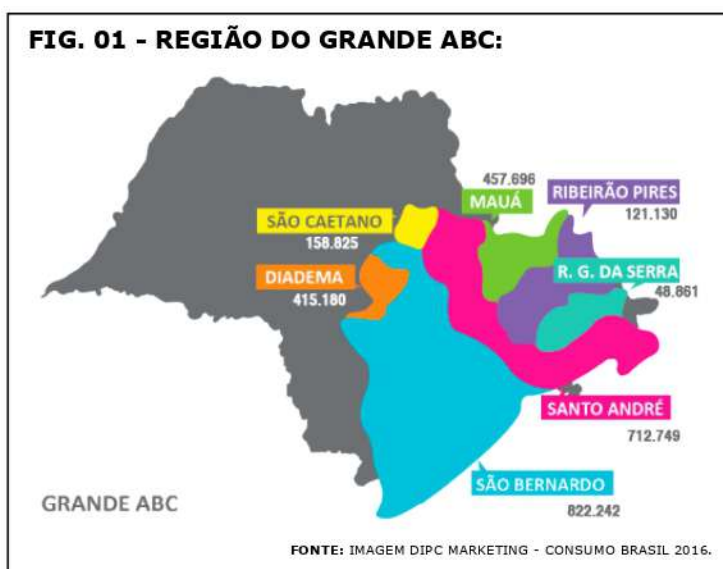 FIG. 01 - REGIÃO DO GRANDE ABC:
457.696
MAUÁ
RIBEIRÃO PIRES
121.130
SÃO CAETANO
158.825
DIADEMA
415.180
R. G. DA SERRA
48.861
SANTO ANDRÉ
712.749
SÃO BERNARDO
822.242
GRANDE ABC
FONTE: IMAGEM DIPC MARKETING - CONSUMO BRASIL 2016.